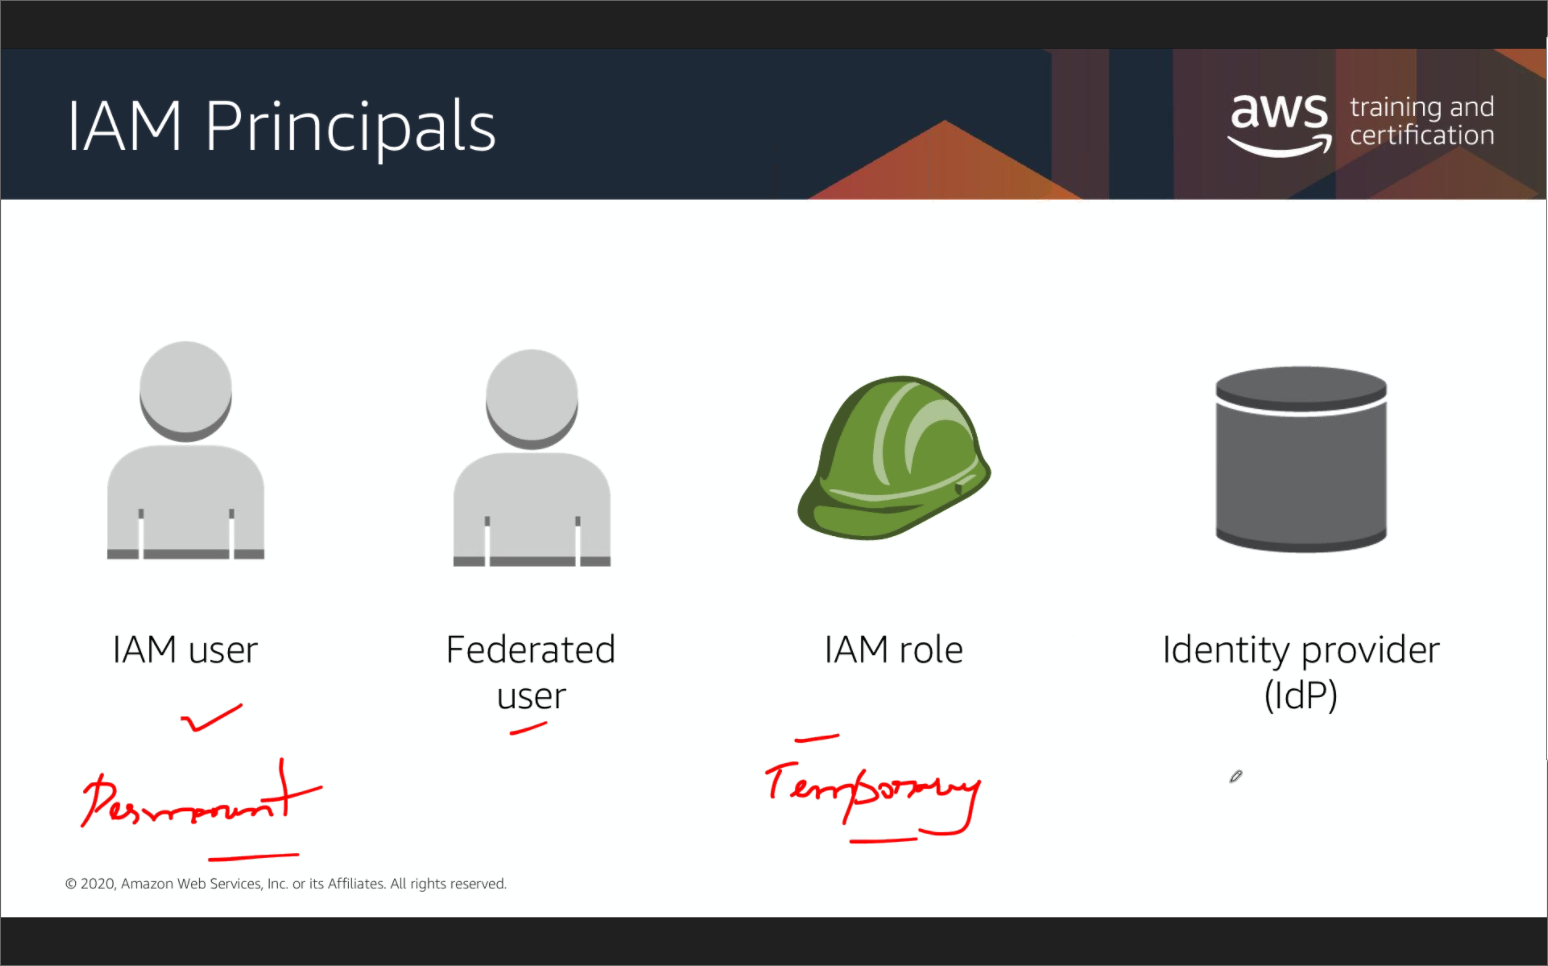 IAM Principals
aws training and
certification
IAM user
Federated
user
IAM role
Identity provider
(IdP)
Permanent
Temporary
© 2020, Amazon Web Services, Inc. or its Affiliates. All rights reserved.